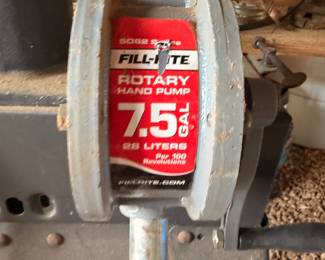 FILL-RITE
ROTARY
HAND PUMP
7.5 GAL
28 LITERS
Per 100
Revolutions
FILLRITE.COM